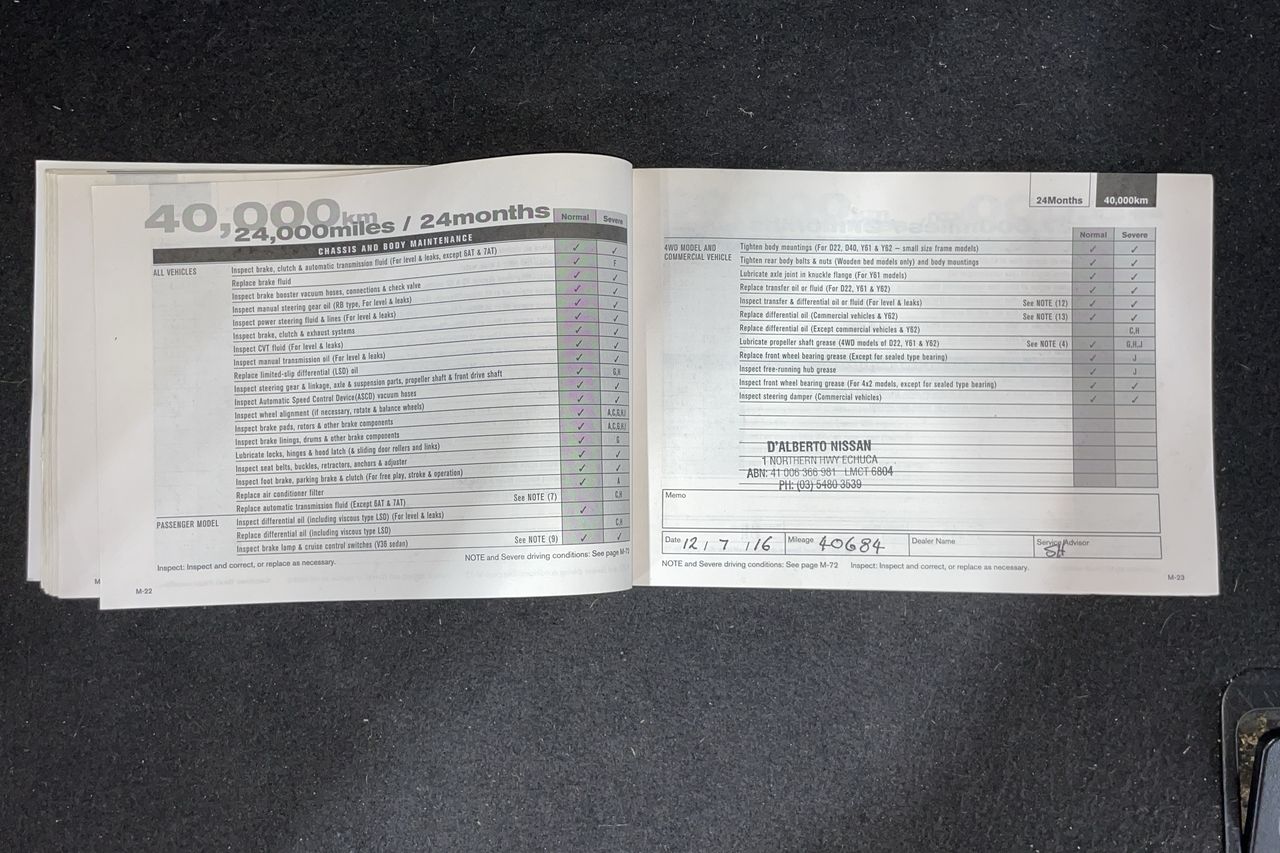 40,000km
24,000miles / 24months
Normal Severe
CHASSIS AND BODY MAINTENANCE
ALL VEHICLES
Inspect brake, clutch & automatic transmission fluid (For level & leaks, except 6AT & 7AT) ✓ ✓
Replace brake fluid ✓
Inspect brake booster vacuum hoses, connections & check valve ✓ ✓
Inspect manual steering gear oil (RB type, For level & leaks) ✓ ✓
Inspect power steering fluid & lines (For level & leaks) ✓ ✓
Inspect brake, clutch & exhaust systems ✓ ✓
Inspect CVT fluid (For level & leaks) ✓ ✓
Inspect manual transmission oil (For level & leaks) ✓ ✓
Replace limited-slip differential (LSD) oil ✓ ✓
Inspect steering gear & linkage, axle & suspension parts, propeller shaft & front drive shaft ✓ G,H
Inspect Automatic Speed Control Device(ASCD) vacuum hoses ✓ ✓
Inspect wheel alignment (if necessary, rotate & balance wheels) ✓ ✓
Inspect brake pads, rotors & other brake components ✓
Inspect brake linings, drums & other brake components ✓
Lubricate locks, hinges & hood latch (& sliding door rollers and links) ✓ G
Inspect seat belts, buckles, retractors, anchors & adjuster ✓ ✓
Inspect foot brake, parking brake & clutch (For free play, stroke & operation) ✓ ✓
Replace air conditioner filter ✓ A
Replace automatic transmission fluid (Except 6AT & 7AT) See NOTE (7) C,H
PASSENGER MODEL
Inspect differential oil (including viscous type LSD) (For level & leaks) ✓
Replace differential oil (including viscous type LSD) C,H
Inspect brake lamp & cruise control switches (V36 sedan) See NOTE (9) ✓ ✓
Inspect: Inspect and correct, or replace as necessary.
NOTE and Severe driving conditions: See page M-72
M-22
M
24Months 40,000km
Normal Severe
4WD MODEL AND COMMERCIAL VEHICLE
Tighten body mountings (For D22, D40, Y61 & Y62 – small size frame models) ✓ ✓
Tighten rear body bolts & nuts (Wooden bed models only) and body mountings ✓ ✓
Lubricate axle joint in knuckle flange (For Y61 models) ✓ ✓
Replace transfer oil or fluid (For D22, Y61 & Y62) ✓ ✓
Inspect transfer & differential oil or fluid (For level & leaks) See NOTE (12) ✓ ✓
Replace differential oil (Commercial vehicles & Y62) See NOTE (13) ✓ ✓
Replace differential oil (Except commercial vehicles & Y62) C,H
Lubricate propeller shaft grease (4WD models of D22, Y61 & Y62) See NOTE (4) ✓ G,H,J
Replace front wheel bearing grease (Except for sealed type bearing) ✓ J
Inspect free-running hub grease ✓ J
Inspect front wheel bearing grease (For 4x2 models, except for sealed type bearing) ✓ ✓
Inspect steering damper (Commercial vehicles) ✓ ✓
D'ALBERTO NISSAN
1 NORTHERN HWY ECHUCA
ABN: 41 006 366 981 LMCT 6804
PH: (03) 5480 3539
Memo
Date 12 / 7 / 16 Mileage 40684 Dealer Name Service Advisor SH
NOTE and Severe driving conditions: See page M-72 Inspect: Inspect and correct, or replace as necessary.
M-23